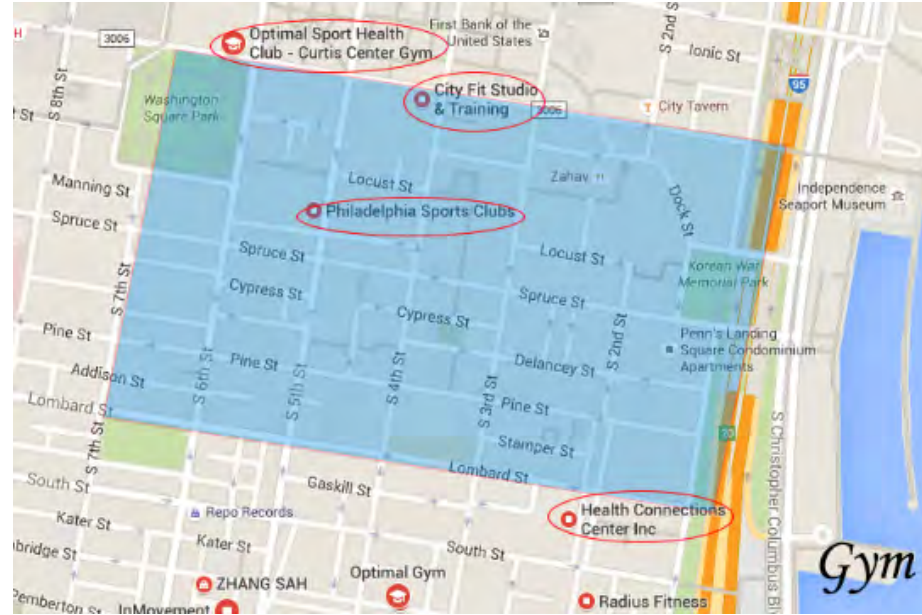 First Bank of the
United States
S 2nd St
Ionic St
H
3006
Optimal Sport Health
Club - Curtis Center Gym
95
S 8th St
Washington
Square Park
City Fit Studio
& Training
3006
City Tavern
St
Manning St
Locust St
Zahav
Dock St
Independence
Seaport Museum
Spruce St
Philadelphia Sports Clubs
Spruce St
Locust St
Korean War
Memorial Park
S 7th St
Cypress St
Spruce St
Cypress St
S 2nd St
Pine St
Penn's Landing
Square Condominium
Apartments
Addison St
Pine St
Delancey St
S 6th St
S 5th St
S 4th St
S 3rd St
Pine St
Lombard St
S 7th St
Stamper St
S Christopher Columbus Bl
Lombard St
South St
Gaskill St
Repo Records
Health Connections
Center Inc
Kater St
Kater St
South St
bridge St
Optimal Gym
Gym
ZHANG SAH
Pemberton St
InMovement
Radius Fitness